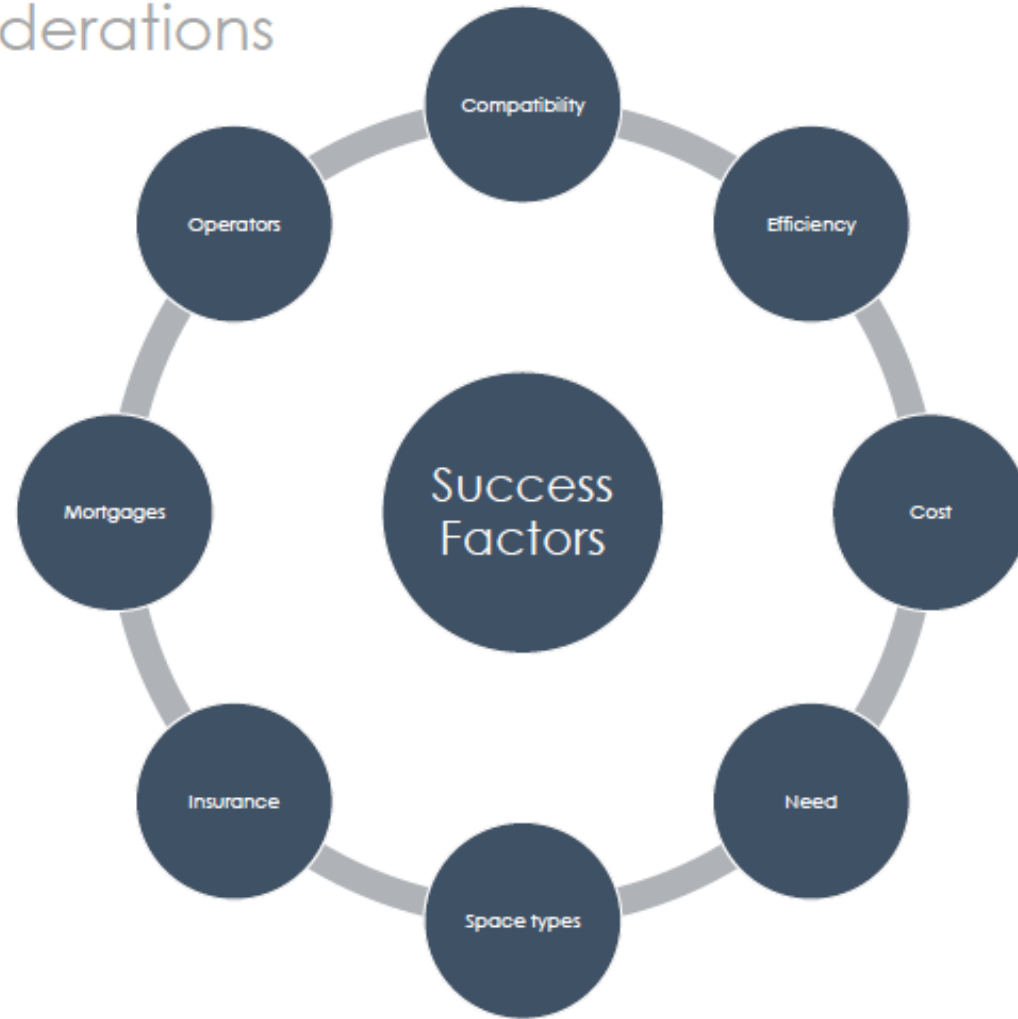 derations
Compatibility
Efficiency
Cost
Need
Space types
Insurance
Mortgages
Operators
Success
Factors